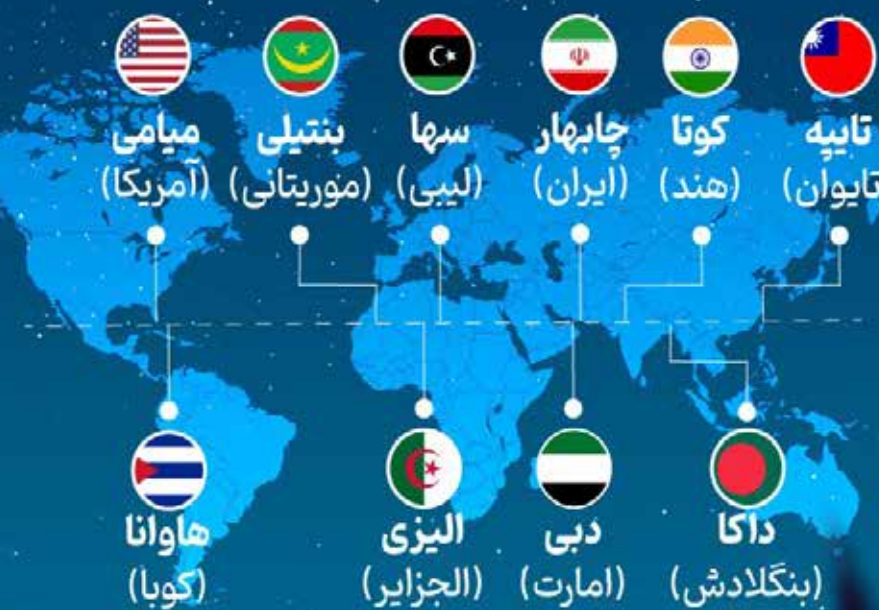 تایپه
(تایوان)
کوتا
(هند)
چابهار
(ایران)
سها
(لیبی)
بنتیلی
(موریتانی)
میامی
(آمریکا)
داکا
(بنگلادش)
دبی
(امارت)
الیزی
(الجزایر)
هاوانا
(کوبا)